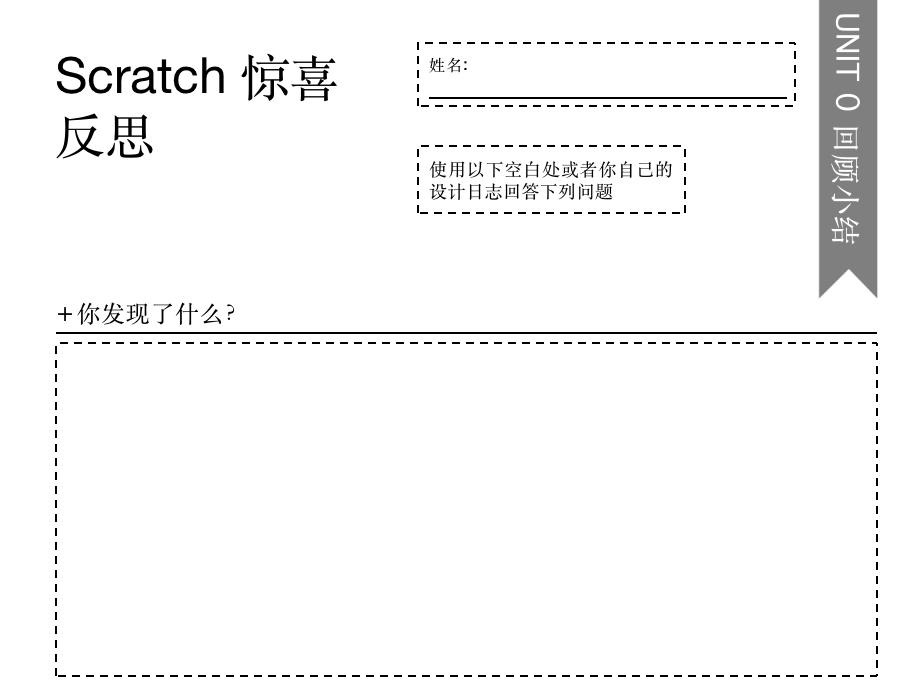 Scratch 惊喜
反思
姓名:
使用以下空白处或者你自己的
设计日志回答下列问题
UNIT 0 回顾小结
+你发现了什么?